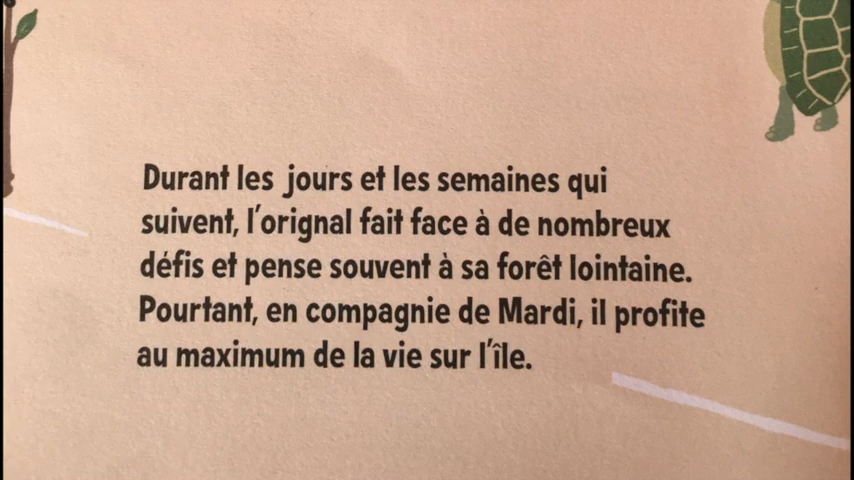 Durant les jours et les semaines qui
suivent, l'orignal fait face à de nombreux
défis et pense souvent à sa forêt lointaine.
Pourtant, en compagnie de Mardi, il profite
au maximum de la vie sur l'île.